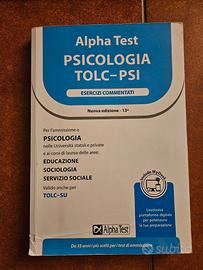 Alpha Test
PSICOLOGIA
TOLC-PSI
ESERCIZI COMMENTATI
Nuova edizione - 13ª
Per l'ammissione a
PSICOLOGIA
nelle Università statali e private
e ai corsi di laurea delle aree:
EDUCAZIONE
SOCIOLOGIA
SERVIZIO SOCIALE
Valido anche per
TOLC-SU
L'esclusiva
piattaforma digitale
per potenziare
la tua preparazione
Alpha Test
Da 35 anni i più scelti per i test di ammissione
Subito